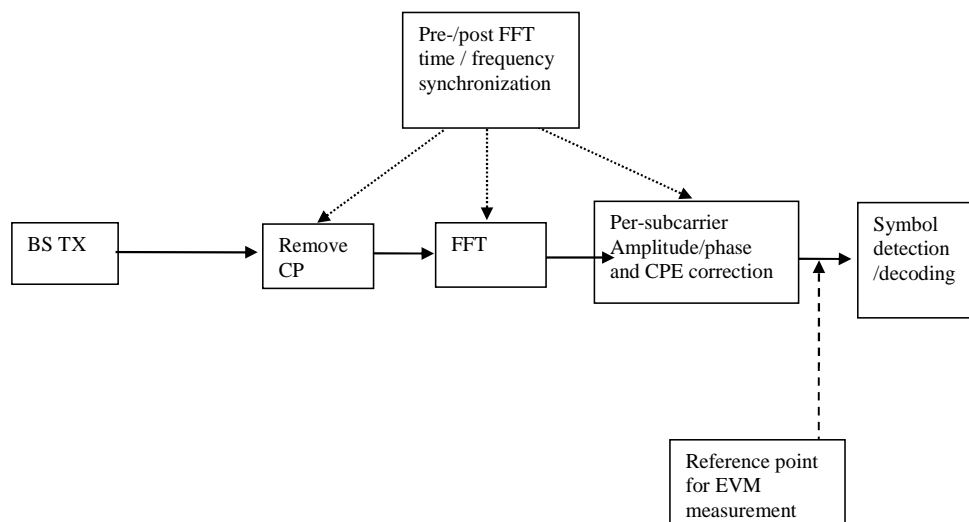 Pre-/post FFT
time / frequency
synchronization
BS TX
Remove
CP
FFT
Per-subcarrier
Amplitude/phase
and CPE correction
Symbol
detection
/decoding
Reference point
for EVM
measurement